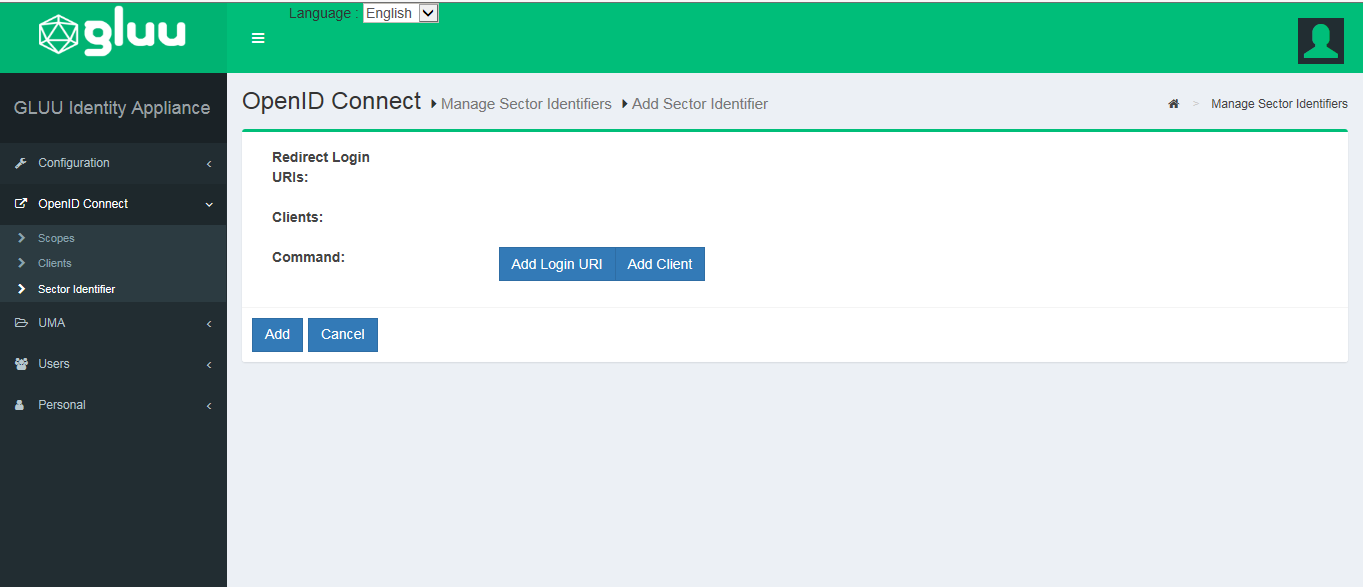 gluu
Language : English
GLUU Identity Appliance
Configuration
OpenID Connect
Scopes
Clients
Sector Identifier
UMA
Users
Personal
OpenID Connect Manage Sector Identifiers Add Sector Identifier
> Manage Sector Identifiers
Redirect Login
URIs:
Clients:
Command:
Add Login URI Add Client
Add Cancel